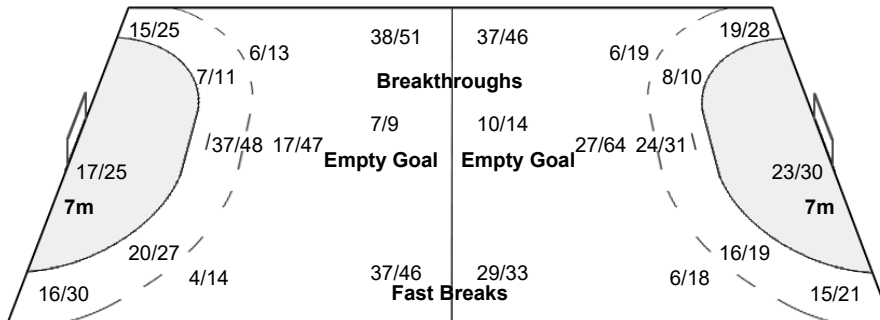 15/25 38/51 37/46 19/28
6/13 6/19
7/11 Breakthroughs 8/10
7/9 10/14
37/48 17/47 27/64 24/31
Empty Goal Empty Goal
17/25 23/30
7m 7m
20/27 16/19
4/14 37/46 29/33 6/18
16/30 Fast Breaks 15/21